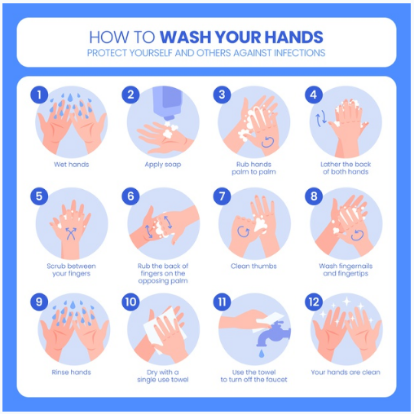 HOW TO WASH YOUR HANDS
PROTECT YOURSELF AND OTHERS AGAINST INFECTIONS
1
Wet hands
2
Apply soap
3
Rub hands
palm to palm
4
Lather the back
of both hands
5
Scrub between
your fingers
6
Rub the back of
fingers on the
opposing palm
7
Clean thumbs
8
Wash fingernails
and fingertips
9
Rinse hands
10
Dry with a
single use towel
11
Use the towel
to turn off the faucet
12
Your hands are clean